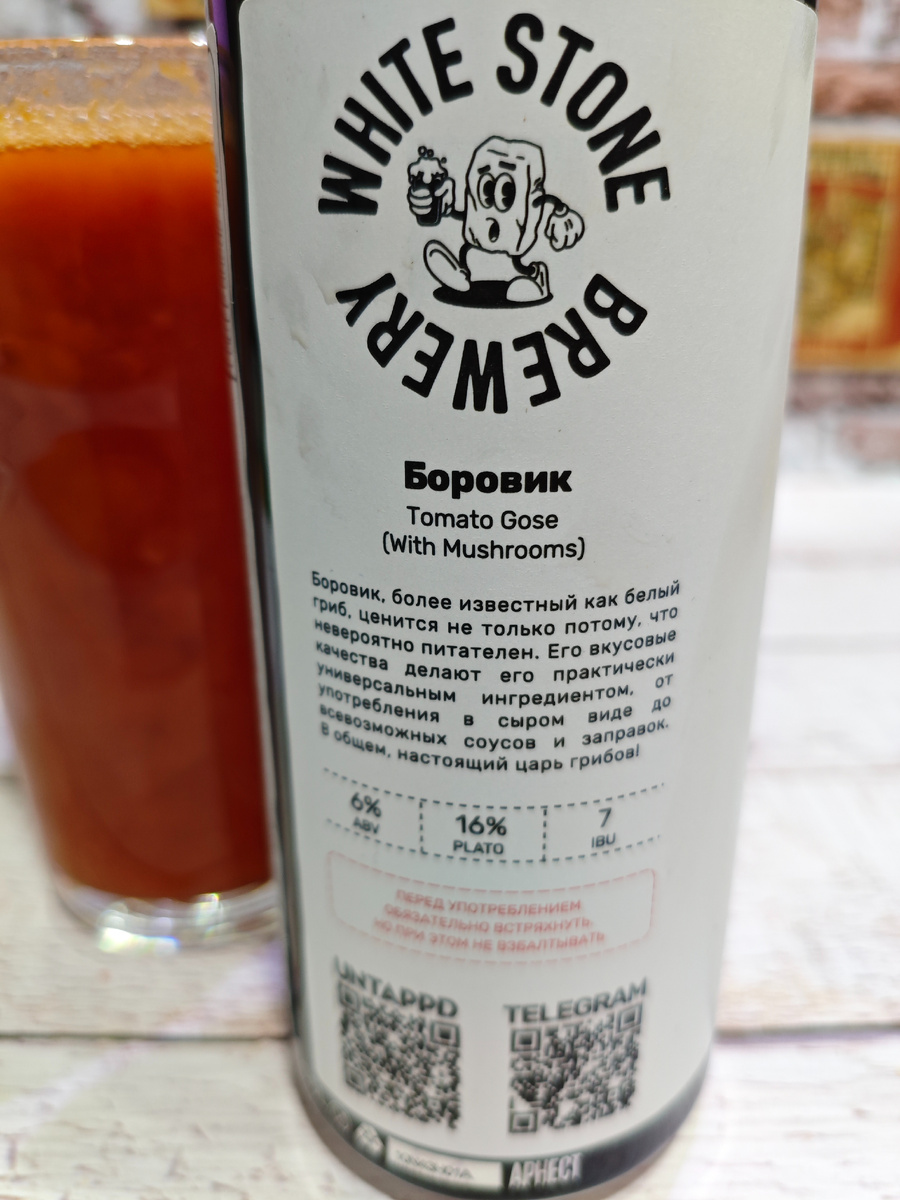 WHITE STONE
BREWERY
Боровик
Tomato Gose
(With Mushrooms)
Боровик, более известный как белый
гриб, ценится не только потому, что
невероятно питателен. Его вкусовые
качества делают его практически
универсальным ингредиентом, от
употребления в сыром виде до
всевозможных соусов и заправок.
В общем, настоящий царь грибов!
6%
ABV
16%
PLATO
7
IBU
ПЕРЕД УПОТРЕБЛЕНИЕМ
ОБЯЗАТЕЛЬНО ВСТРЯХНУТЬ,
НО ПРИ ЭТОМ НЕ ВЗБАЛТЫВАТЬ
UNTAPPD
TELEGRAM
АРНЕСТ